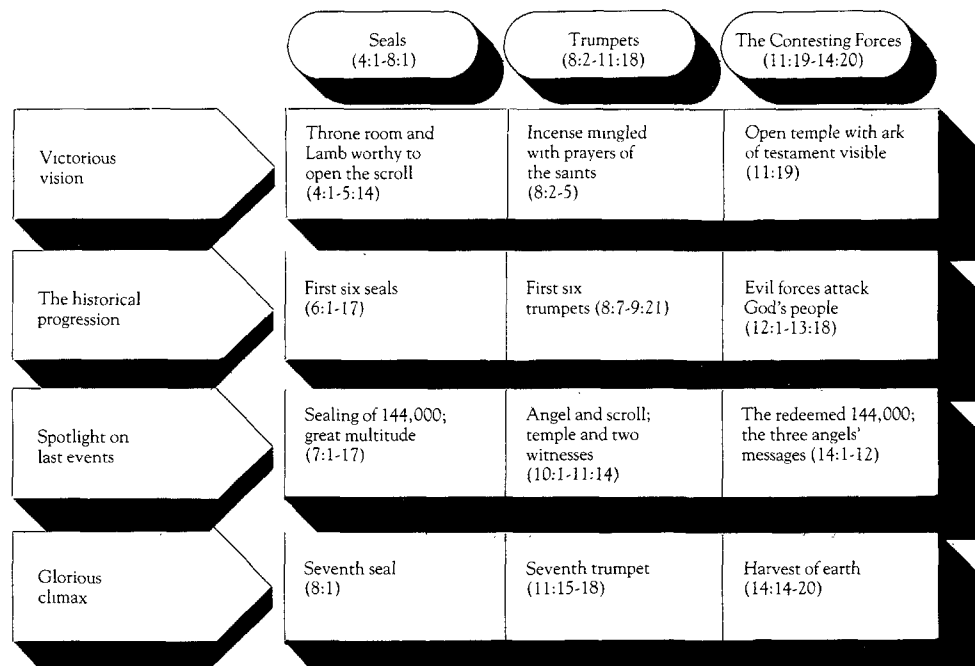 Seals
(4:1-8:1)
Trumpets
(8:2-11:18)
The Contesting Forces
(11:19-14:20)
Victorious
vision
Throne room and
Lamb worthy to
open the scroll
(4:1-5:14)
Incense mingled
with prayers of
the saints
(8:2-5)
Open temple with ark
of testament visible
(11:19)
The historical
progression
First six seals
(6:1-17)
First six
trumpets (8:7-9:21)
Evil forces attack
God's people
(12:1-13:18)
Spotlight on
last events
Sealing of 144,000;
great multitude
(7:1-17)
Angel and scroll;
temple and two
witnesses
(10:1-11:14)
The redeemed 144,000;
the three angels'
messages (14:1-12)
Glorious
climax
Seventh seal
(8:1)
Seventh trumpet
(11:15-18)
Harvest of earth
(14:14-20)